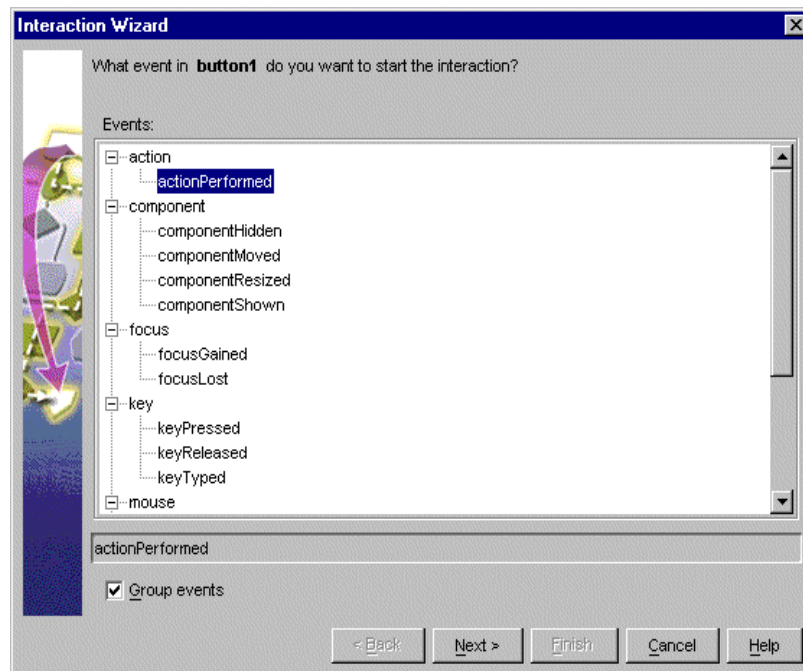 Interaction Wizard
What event in button1 do you want to start the interaction?
Events:
action
actionPerformed
component
componentHidden
componentMoved
componentResized
componentShown
focus
focusGained
focusLost
key
keyPressed
keyReleased
keyTyped
mouse
actionPerformed
Group events
< Back Next > Finish Cancel Help